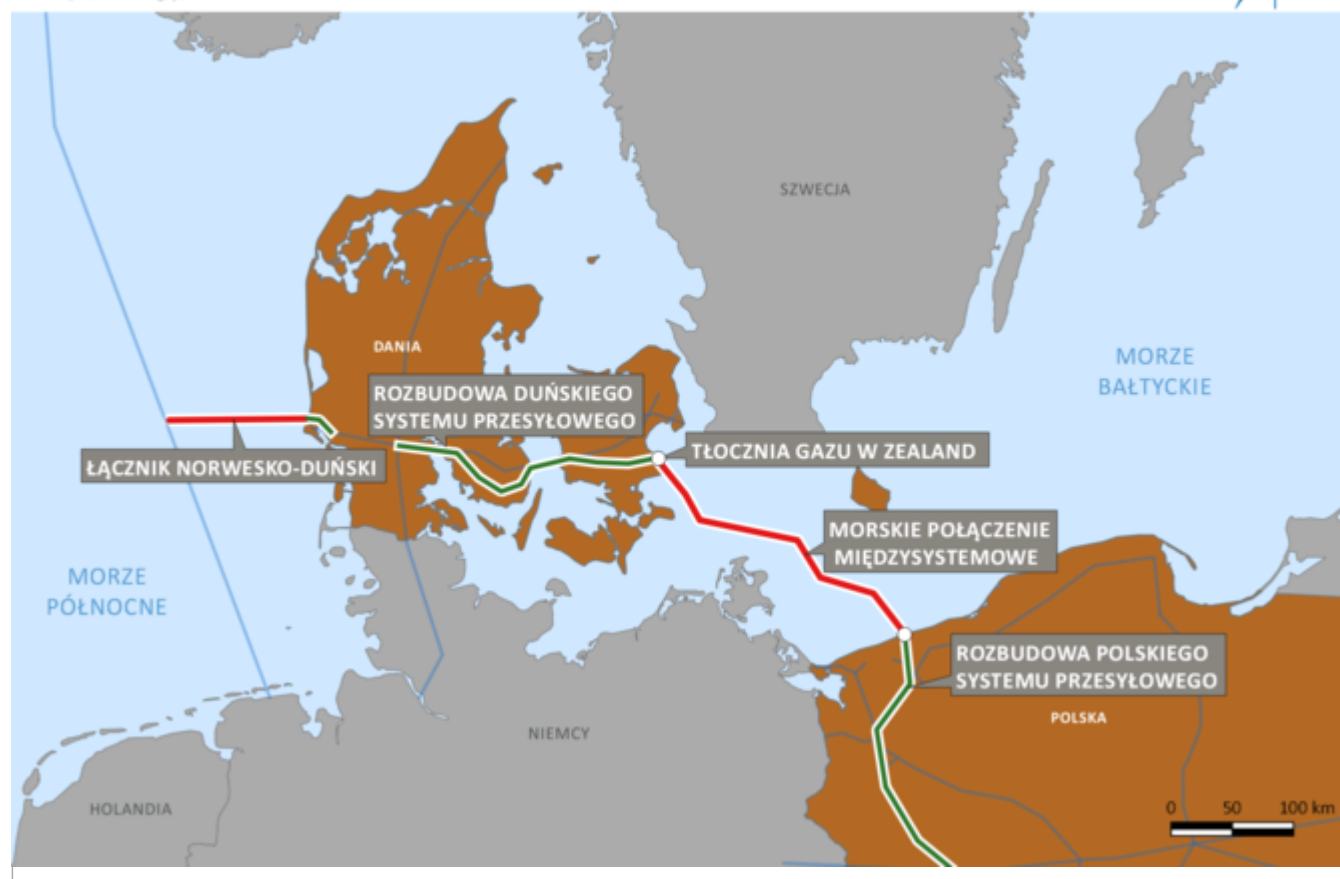 SZWECJA
DANIA
MORZE
BAŁTYCKIE
ROZBUDOWA DUŃSKIEGO
SYSTEMU PRZESYŁOWEGO
TŁOCZNIA GAZU W ZEALAND
ŁĄCZNIK NORWESKO-DUŃSKI
MORSKIE POŁĄCZENIE
MIĘDZYSYSTEMOWE
MORZE
PÓŁNOCNE
ROZBUDOWA POLSKIEGO
SYSTEMU PRZESYŁOWEGO
POLSKA
NIEMCY
HOLANDIA
0 50 100 km